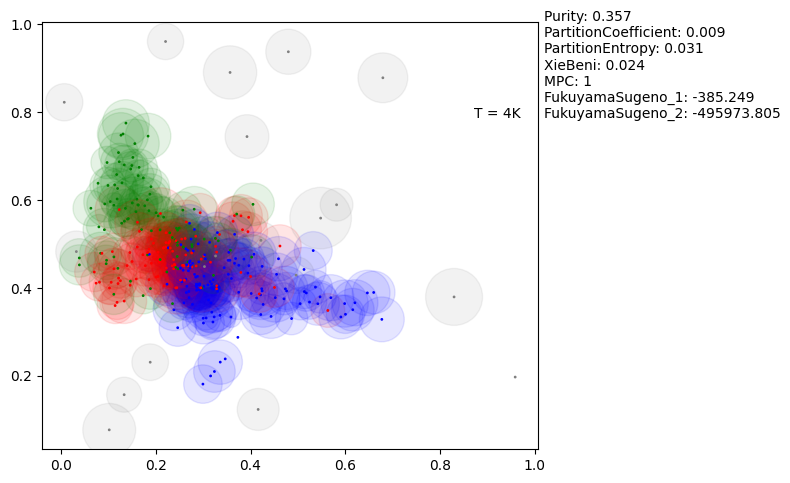 Purity: 0.357
PartitionCoefficient: 0.009
PartitionEntropy: 0.031
XieBeni: 0.024
MPC: 1
FukuyamaSugeno_1: -385.249
FukuyamaSugeno_2: -495973.805
T = 4K
1.0
0.8
0.6
0.4
0.2
0.0 0.2 0.4 0.6 0.8 1.0